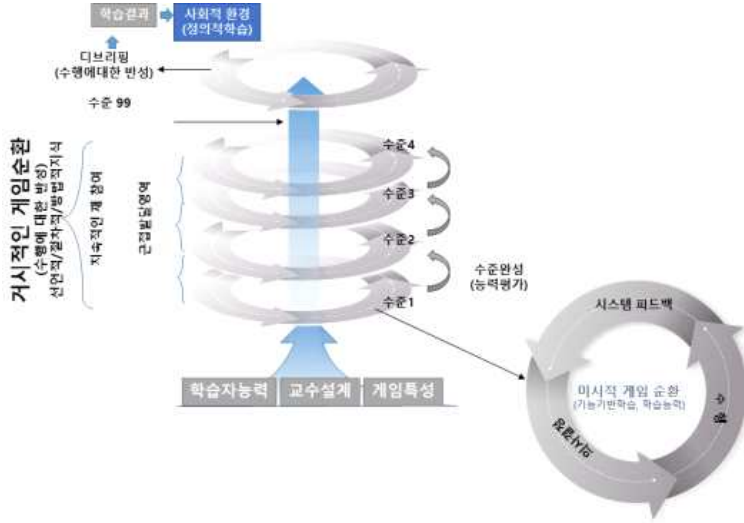 학습결과
사회적 환경
(정의적학습)
디브리핑
(수행에대한 반성)
수준 99
거시적인 게임순환
(수행에 대한 반성)
선언적/절차적/방법적지식
지속적인 재 참여
근접발달영역
수준4
수준3
수준2
수준1
수준완성
(능력평가)
학습자능력
교수설계
게임특성
시스템 피드백
미시적 게임 순환
(기능기반학습, 학습능력)
수 행
의사결정